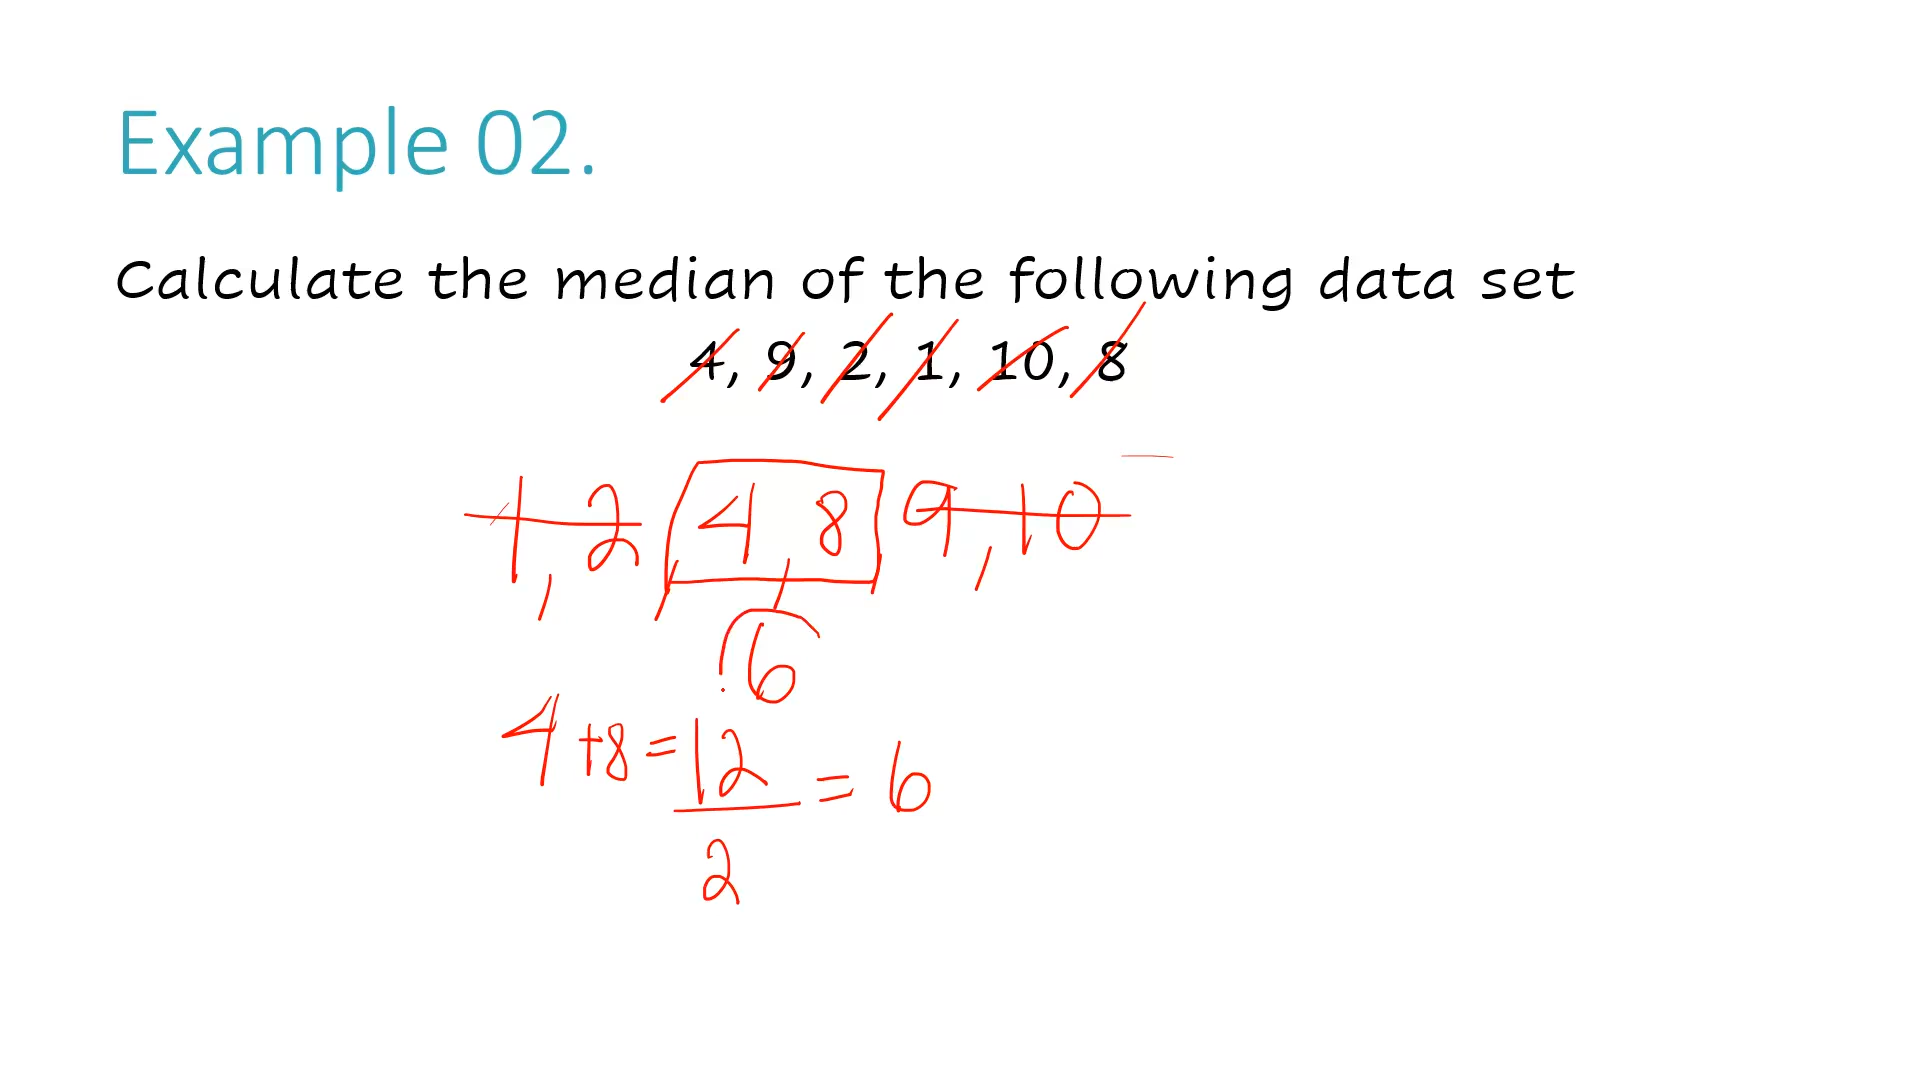 Example 02.
Calculate the median of the following data set
4, 9, 2, 1, 10, 8
1, 2, 4, 8, 9, 10
6
4+8 = 12/2 = 6